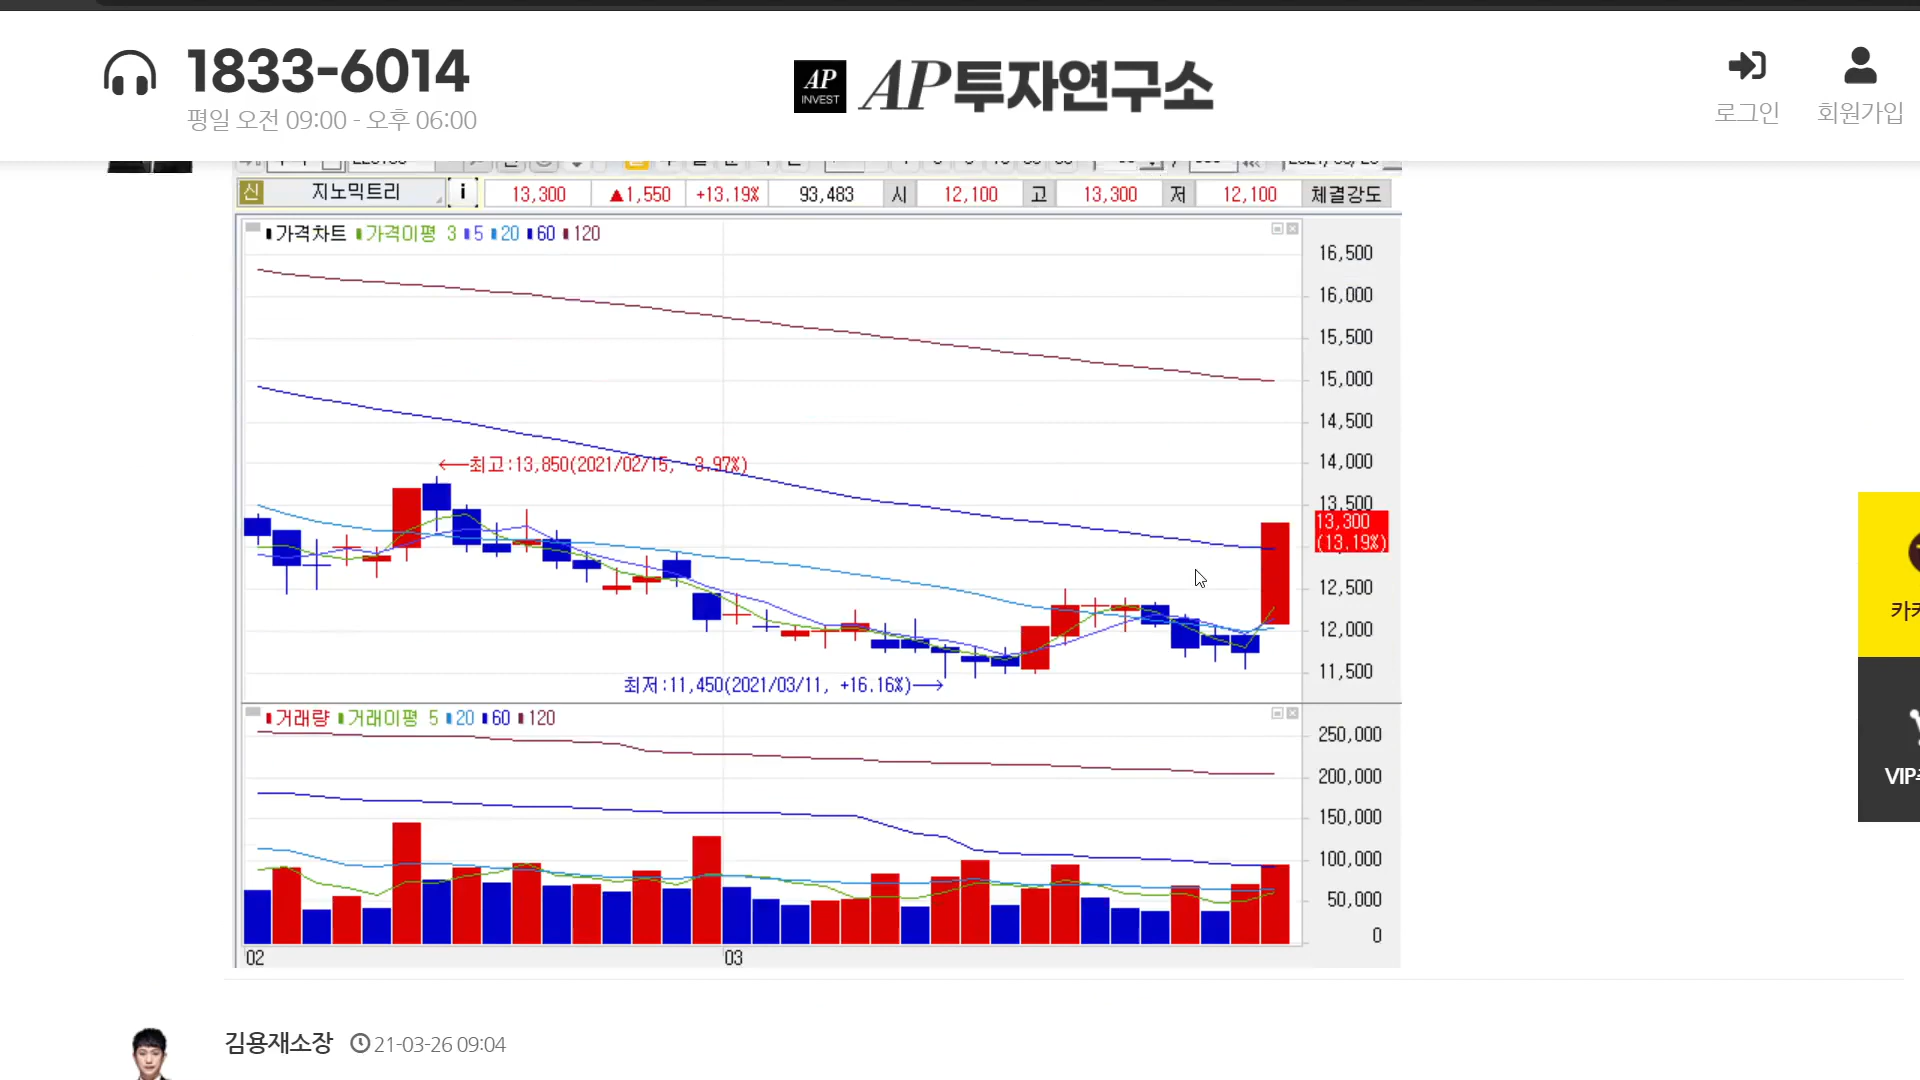 1833-6014
평일 오전 09:00 - 오후 06:00
AP
INVEST
AP투자연구소
로그인
회원가입
신 지노믹트리 i 13,300 ▲1,550 +13.19% 93,483 시 12,100 고 13,300 저 12,100 체결강도
가격차트 가격이평 3 5 20 60 120
16,500
16,000
15,500
15,000
14,500
14,000
13,500
13,300
(13.19%)
12,500
12,000
11,500
←최고:13,850(2021/02/15, -3.97%)
최저:11,450(2021/03/11, +16.16%)→
거래량 거래이평 5 20 60 120
250,000
200,000
150,000
100,000
50,000
0
02 03
VIP
김용재소장 21-03-26 09:04